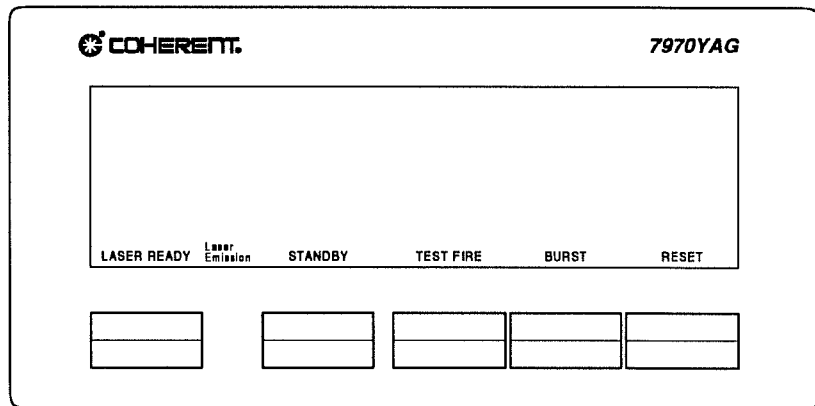 COHERENT.
7970YAG
LASER READY
Laser
Emission
STANDBY
TEST FIRE
BURST
RESET